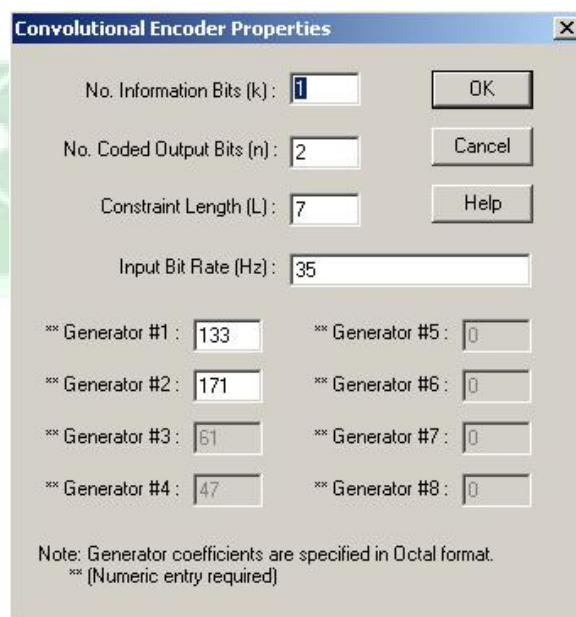 Convolutional Encoder Properties
No. Information Bits (k) : 1
OK
No. Coded Output Bits (n) : 2
Cancel
Constraint Length (L) : 7
Help
Input Bit Rate (Hz) : 35
** Generator #1 : 133
** Generator #5 : 0
** Generator #2 : 171
** Generator #6 : 0
** Generator #3 : 61
** Generator #7 : 0
** Generator #4 : 47
** Generator #8 : 0
Note: Generator coefficients are specified in Octal format.
** (Numeric entry required)